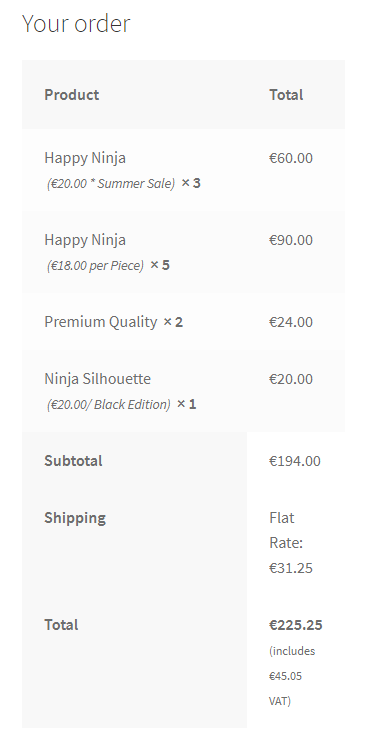 Your order
Product Total
Happy Ninja €60.00
(€20.00 * Summer Sale) × 3
Happy Ninja €90.00
(€18.00 per Piece) × 5
Premium Quality × 2 €24.00
Ninja Silhouette €20.00
(€20.00/ Black Edition) × 1
Subtotal €194.00
Shipping Flat
Rate:
€31.25
Total €225.25
(includes
€45.05
VAT)